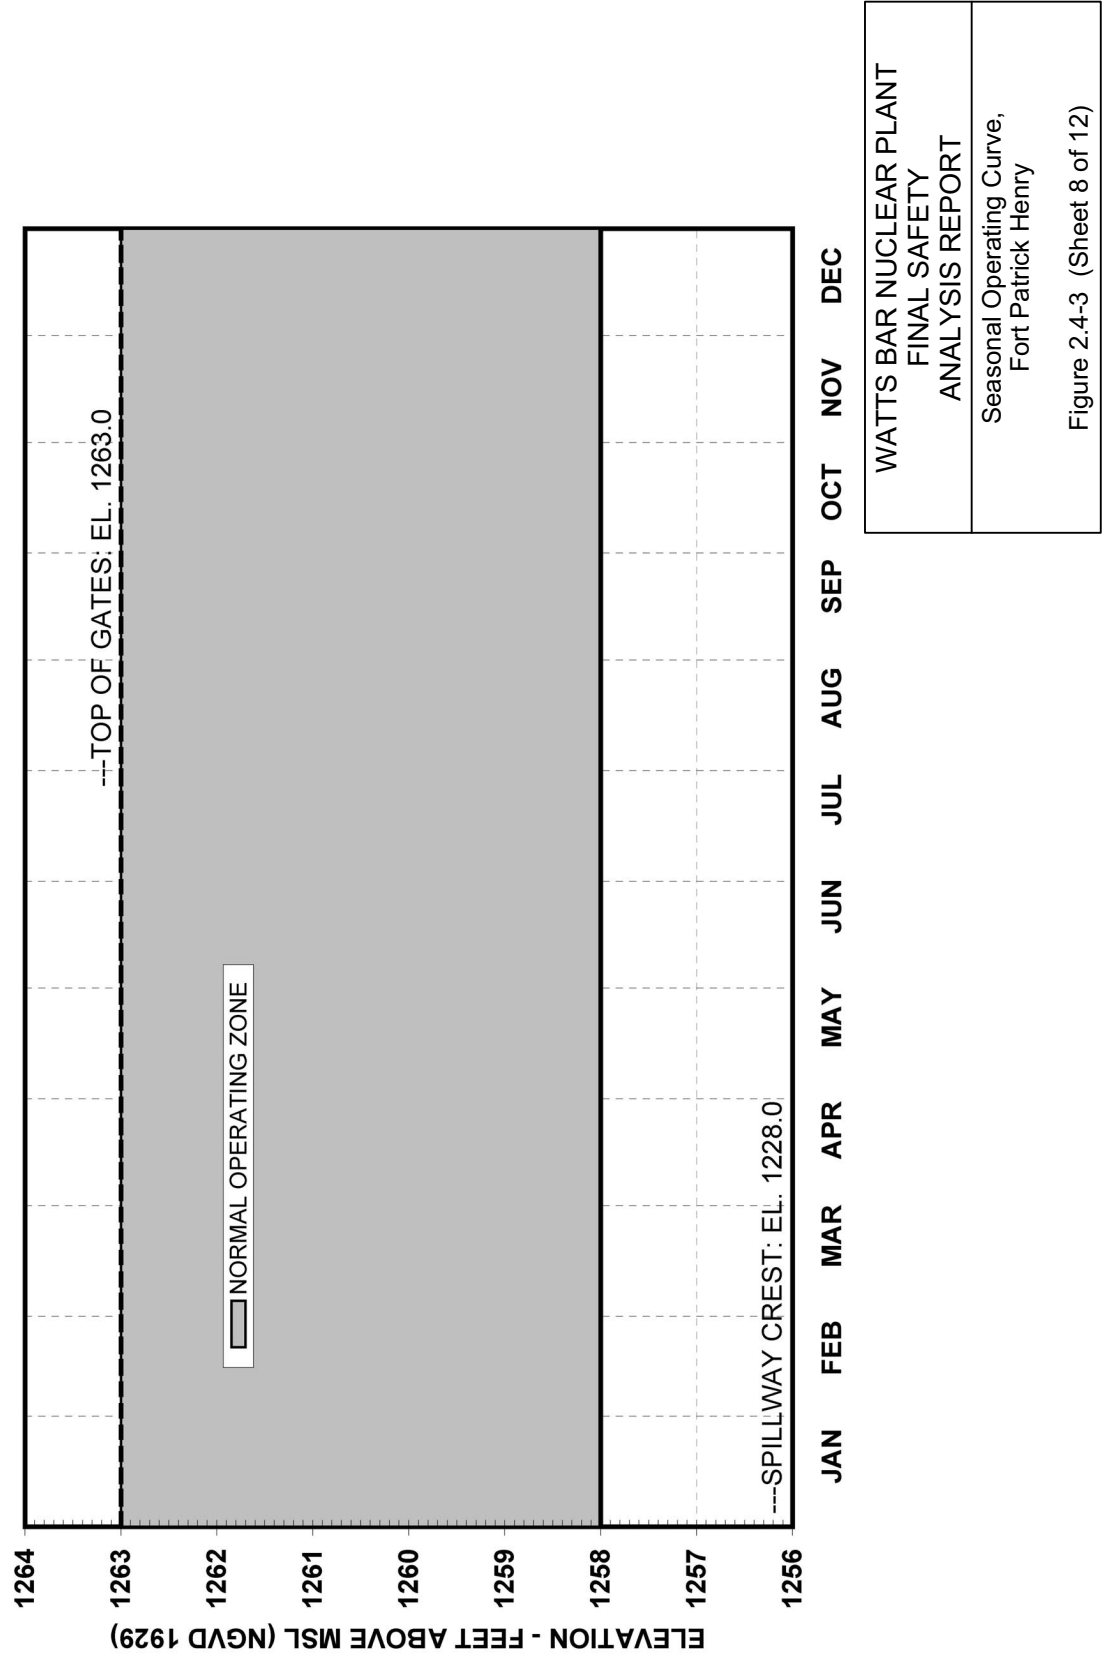 ELEVATION - FEET ABOVE MSL (NGVD 1929)
1264
1263
1262
1261
1260
1259
1258
1257
1256
---TOP OF GATES: EL. 1263.0
NORMAL OPERATING ZONE
---SPILLWAY CREST: EL. 1228.0
JAN FEB MAR APR MAY JUN JUL AUG SEP OCT NOV DEC
WATTS BAR NUCLEAR PLANT
FINAL SAFETY
ANALYSIS REPORT
Seasonal Operating Curve,
Fort Patrick Henry
Figure 2.4-3 (Sheet 8 of 12)